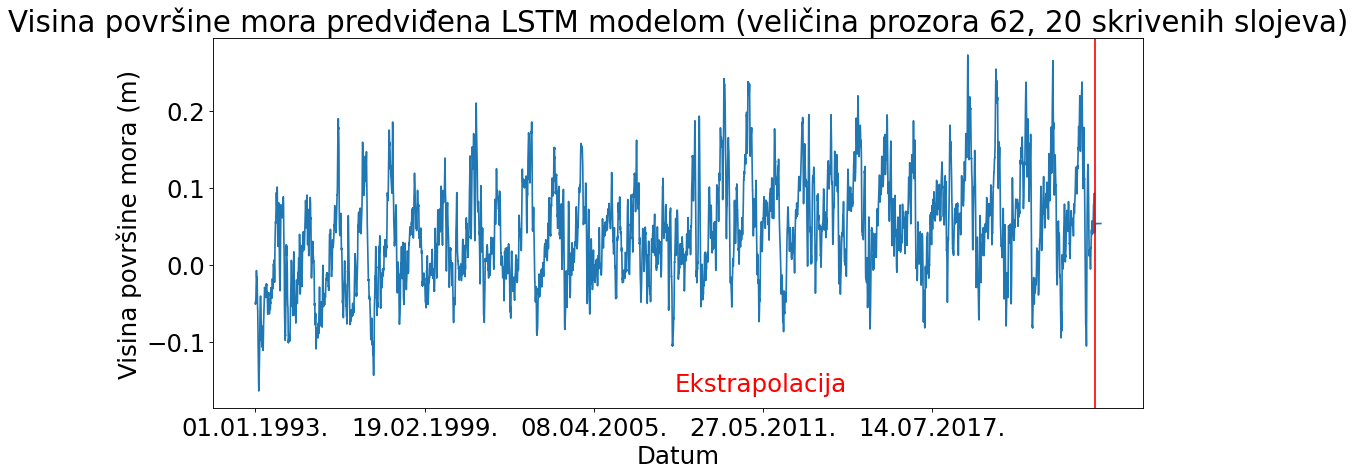 Visina površine mora predviđena LSTM modelom (veličina prozora 62, 20 skrivenih slojeva)
Visina površine mora (m)
0.2
0.1
0.0
−0.1
Ekstrapolacija
01.01.1993. 19.02.1999. 08.04.2005. 27.05.2011. 14.07.2017.
Datum